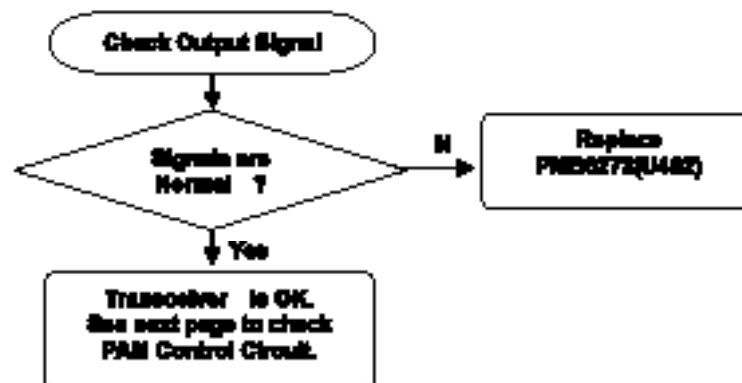 Check Output Signal
Signals are
Normal ?
N
Replace
Yes
Transceiver is OK.
See next page to check
PAM Control Circuit.